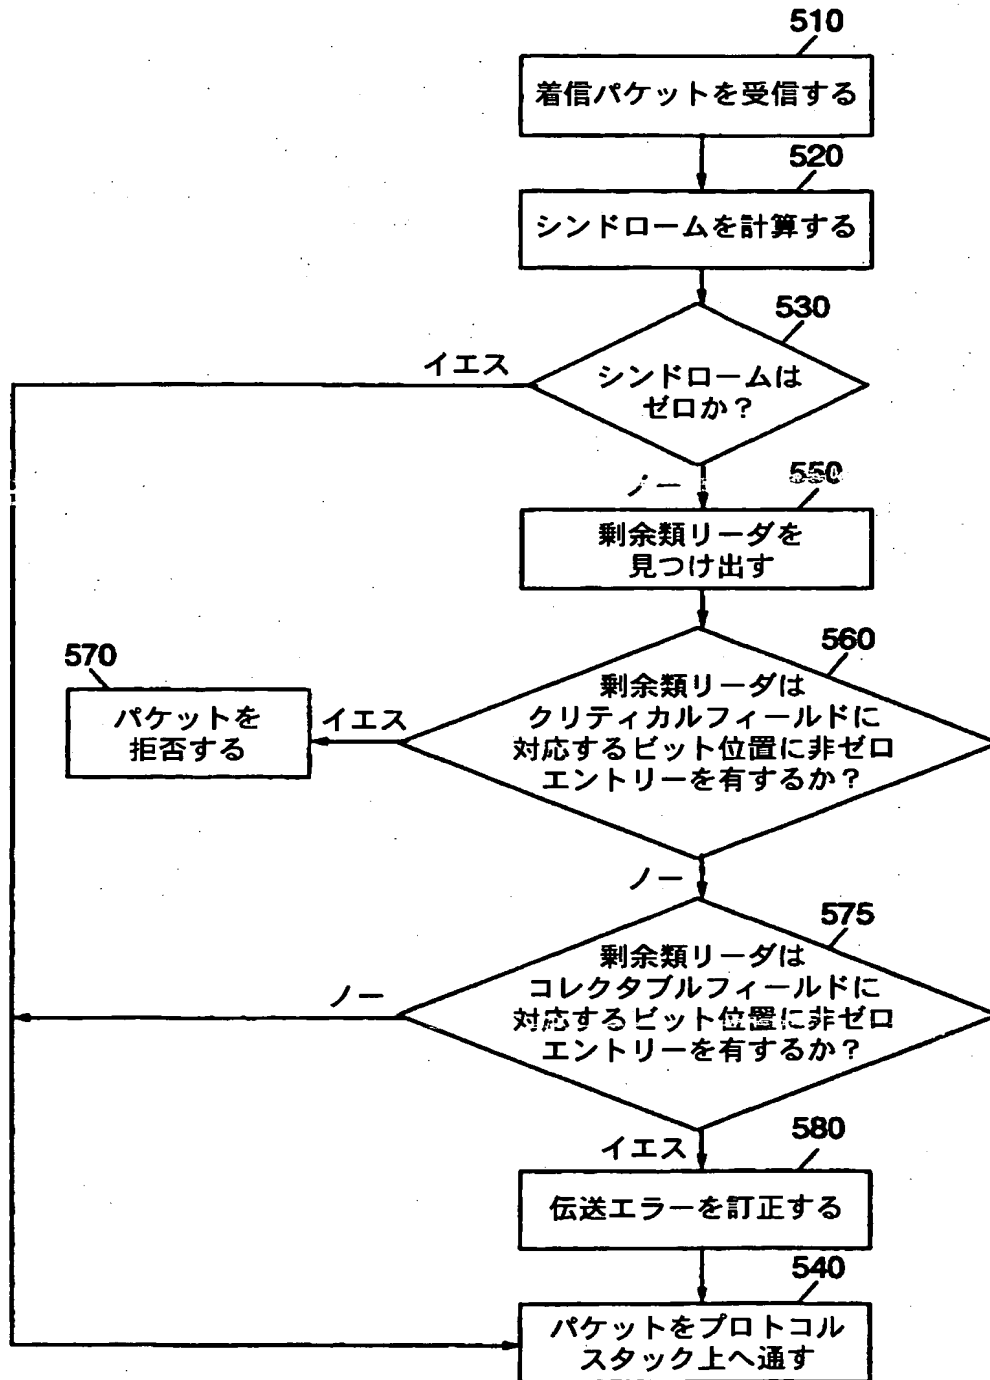 510
着信パケットを受信する
520
シンドロームを計算する
530
イエス
シンドロームは
ゼロか？
ノー
550
剰余類リーダを
見つけ出す
560
570
剰余類リーダは
クリティカルフィールドに
対応するビット位置に非ゼロ
エントリーを有するか？
イエス
パケットを
拒否する
ノー
575
剰余類リーダは
コレクタブルフィールドに
対応するビット位置に非ゼロ
エントリーを有するか？
ノー
イエス
580
伝送エラーを訂正する
540
パケットをプロトコル
スタック上へ通す